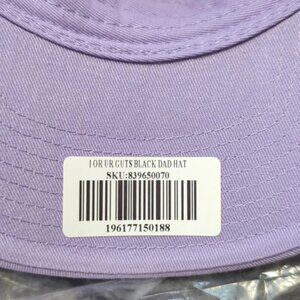 J OR UR GUTS BLACK DAD HAT
SKU:839650070
196177150188